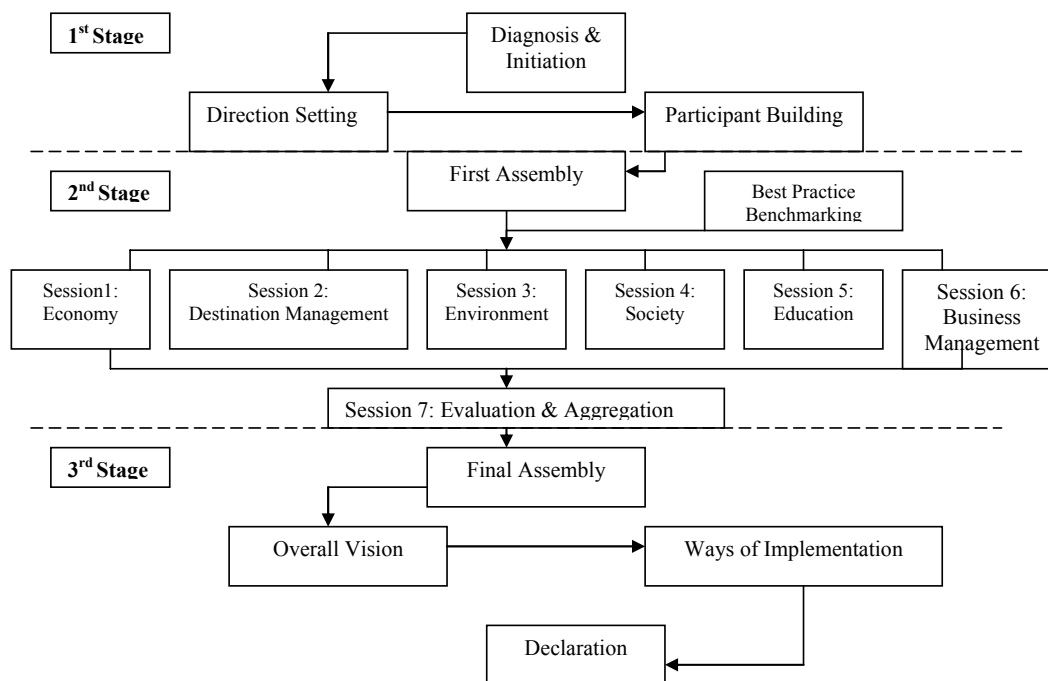 1st Stage
Diagnosis &
Initiation
Direction Setting
Participant Building
2nd Stage
First Assembly
Best Practice
Benchmarking
Session1:
Economy
Session 2:
Destination Management
Session 3:
Environment
Session 4:
Society
Session 5:
Education
Session 6:
Business
Management
Session 7: Evaluation & Aggregation
3rd Stage
Final Assembly
Overall Vision
Ways of Implementation
Declaration